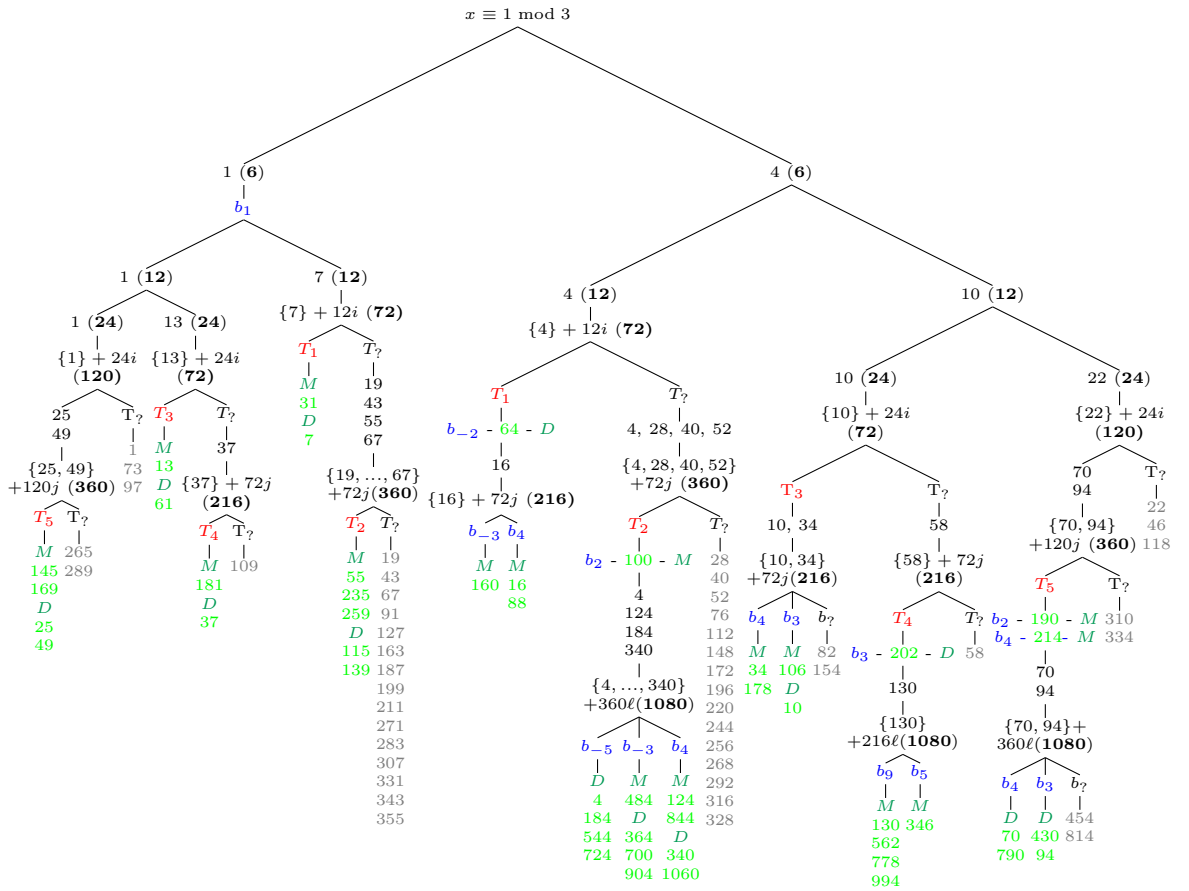 x ≡ 1 mod 3
1 (6)
4 (6)
b₁
1 (12)
7 (12)
4 (12)
10 (12)
1 (24)
13 (24)
{1} + 24i
(120)
{13} + 24i
(72)
{7} + 12i (72)
{4} + 12i (72)
10 (24)
22 (24)
{10} + 24i
(72)
{22} + 24i
(120)
25
49
{25, 49}
+120j (360)
T₅
M
145
169
D
25
49
T?
265
289
T?
1
73
97
T₃
M
13
D
61
T?
37
{37} + 72j
(216)
T₄
M
181
D
37
T?
109
T₁
M
31
D
7
T?
19
43
55
67
{19, ..., 67}
+72j(360)
T₂
M
55
235
259
D
115
139
T?
19
43
67
91
127
163
187
199
211
271
283
307
331
343
355
T₁
b₋₂ - 64 - D
16
{16} + 72j (216)
b₋₃
M
160
b₄
M
16
88
T?
4, 28, 40, 52
{4, 28, 40, 52}
+72j (360)
T₂
b₂ - 100 - M
4
124
184
340
{4, ..., 340}
+360ℓ(1080)
b₋₅
D
4
184
544
724
b₋₃
M
484
D
364
700
904
b₄
M
124
844
D
340
1060
T?
28
40
52
76
112
148
172
196
220
244
256
268
292
316
328
T₃
10, 34
{10, 34}
+72j(216)
b₄
M
34
178
b₃
M
106
D
10
b?
82
154
T?
58
{58} + 72j
(216)
T₄
b₃ - 202 - D
130
{130}
+216ℓ(1080)
b₉
M
130
562
778
994
b₅
M
346
T?
58
70
94
{70, 94}
+120j (360)
T₅
b₂ - 190 - M
b₄ - 214- M
70
94
{70, 94}+
360ℓ(1080)
b₄
D
70
790
b₃
D
430
94
b?
454
814
T?
310
334
T?
22
46
118